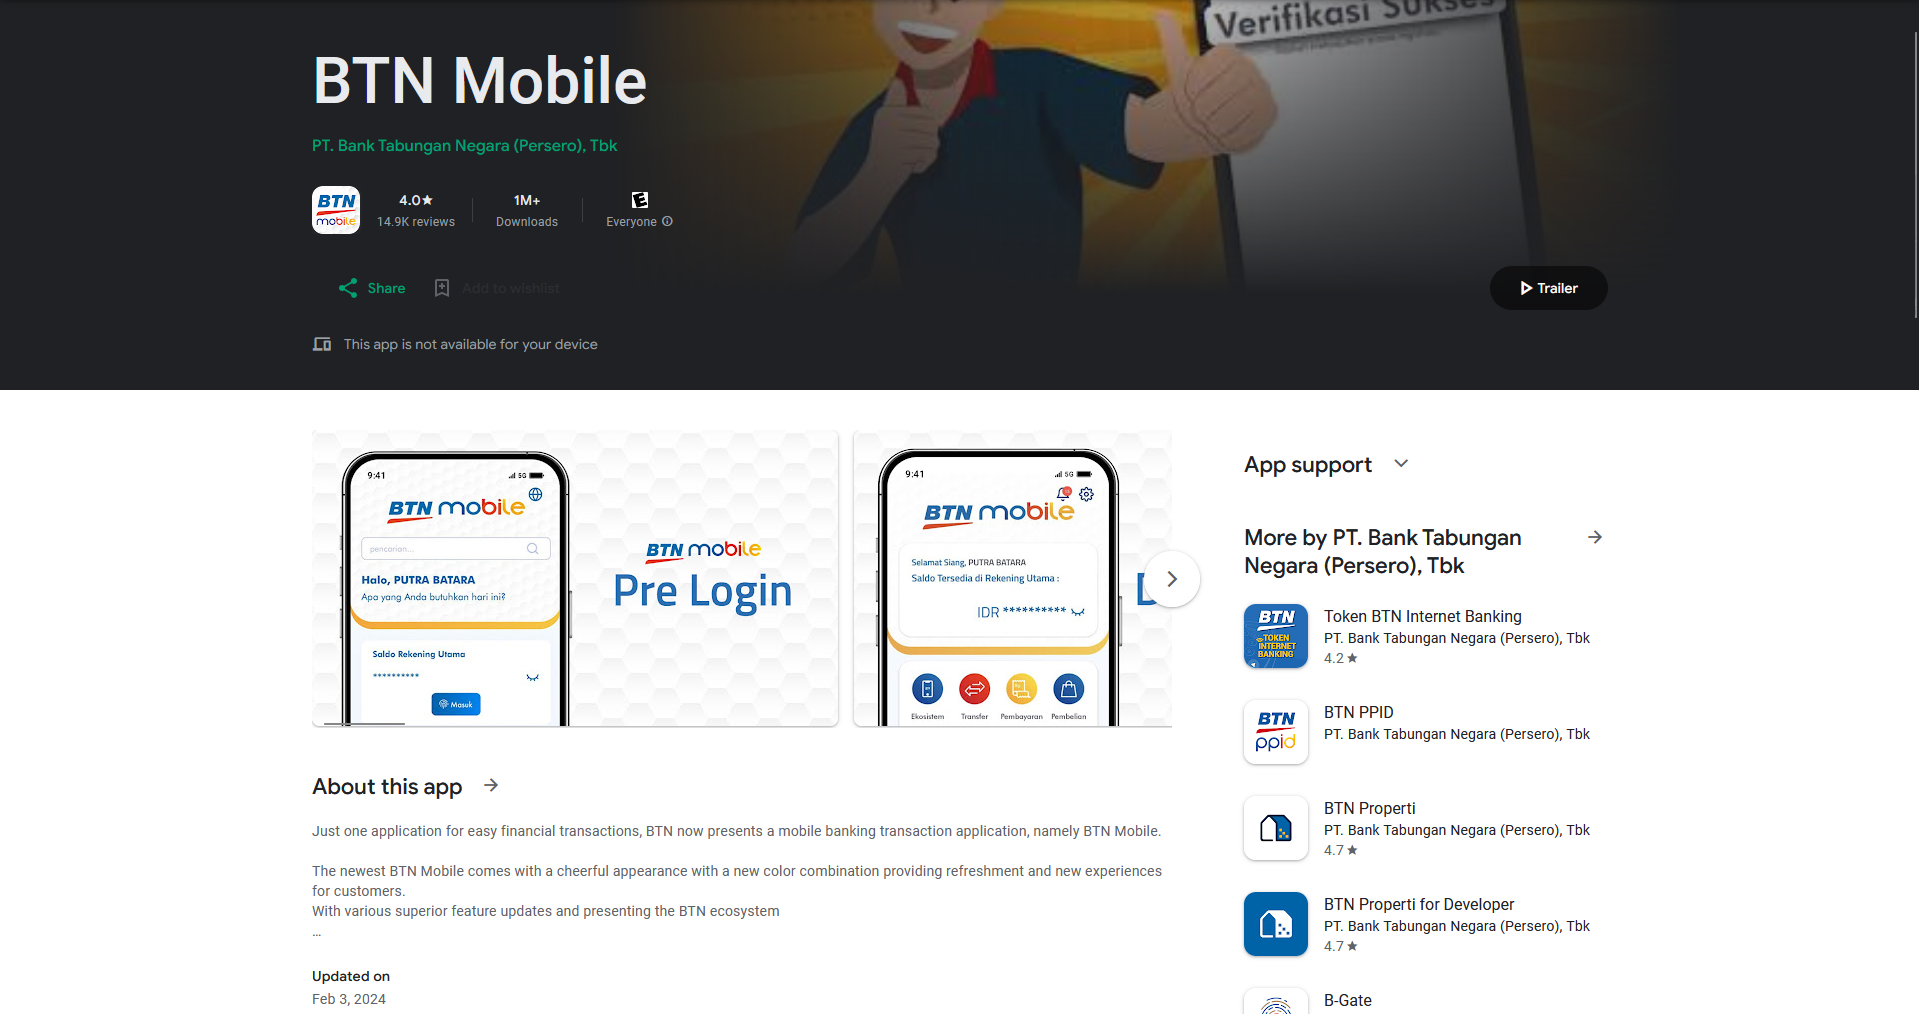 Verifikasi Sukses
BTN Mobile
PT. Bank Tabungan Negara (Persero), Tbk
BTN
mobile
4.0★
14.9K reviews
1M+
Downloads
E
Everyone
Share
Add to wishlist
Trailer
This app is not available for your device
9:41
5G
BTN mobile
pencarian...
Halo, PUTRA BATARA
Apa yang Anda butuhkan hari ini?
Saldo Rekening Utama
**********
Masuk
BTN mobile
Pre Login
9:41
5G
BTN mobile
Selamat Siang, PUTRA BATARA
Saldo Tersedia di Rekening Utama :
IDR **********
Ekosistem Transfer Pembayaran Pembelian
App support
More by PT. Bank Tabungan
Negara (Persero), Tbk
BTN
TOKEN
INTERNET
BANKING
Token BTN Internet Banking
PT. Bank Tabungan Negara (Persero), Tbk
4.2★
BTN
ppid
BTN PPID
PT. Bank Tabungan Negara (Persero), Tbk
BTN Properti
PT. Bank Tabungan Negara (Persero), Tbk
4.7★
BTN Properti for Developer
PT. Bank Tabungan Negara (Persero), Tbk
4.7★
B-Gate
About this app
Just one application for easy financial transactions, BTN now presents a mobile banking transaction application, namely BTN Mobile.
The newest BTN Mobile comes with a cheerful appearance with a new color combination providing refreshment and new experiences
for customers.
With various superior feature updates and presenting the BTN ecosystem
...
Updated on
Feb 3, 2024